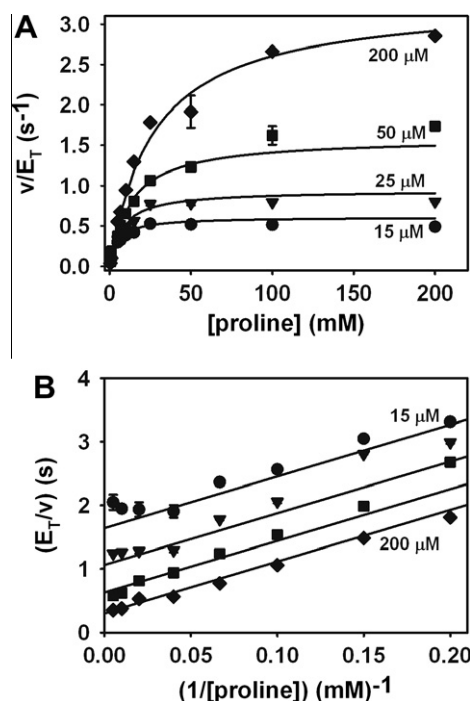 A
3.0
2.5
2.0
1.5
1.0
0.5
0.0
v/E_T (s⁻¹)
200 µM
50 µM
25 µM
15 µM
0
50
100
150
200
[proline] (mM)
B
4
3
2
1
0
(E_T/v) (s)
15 µM
200 µM
0.00
0.05
0.10
0.15
0.20
(1/[proline]) (mM)⁻¹